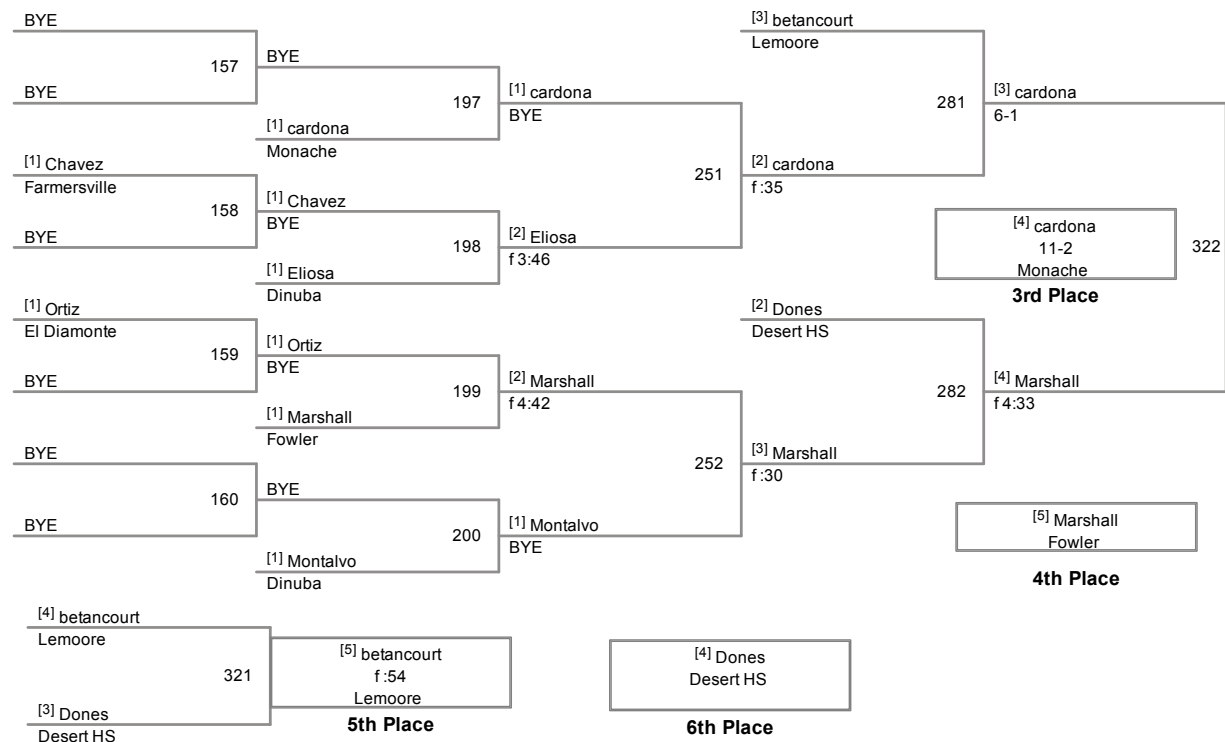 BYE
157
BYE
BYE
197
[1] cardona
Monache
[1] cardona
BYE
[1] Chavez
Farmersville
158
BYE
[1] Chavez
BYE
198
[1] Eliosa
Dinuba
[2] Eliosa
f 3:46
251
[2] cardona
f :35
[3] betancourt
Lemoore
281
[3] cardona
6-1
[1] Ortiz
El Diamonte
159
BYE
[1] Ortiz
BYE
199
[1] Marshall
Fowler
[2] Marshall
f 4:42
BYE
160
BYE
BYE
200
[1] Montalvo
Dinuba
[1] Montalvo
BYE
252
[3] Marshall
f :30
[2] Dones
Desert HS
282
[4] Marshall
f 4:33
322
[4] cardona
11-2
Monache
3rd Place
[5] Marshall
Fowler
4th Place
[4] betancourt
Lemoore
321
[3] Dones
Desert HS
[5] betancourt
f :54
Lemoore
5th Place
[4] Dones
Desert HS
6th Place